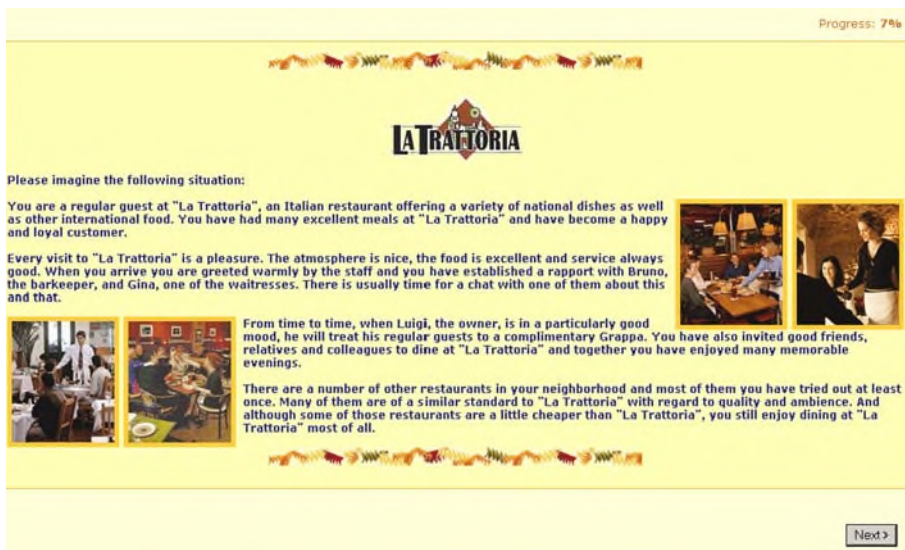 Progress: 7%
LA TRATTORIA
Please imagine the following situation:
You are a regular guest at "La Trattoria", an Italian restaurant offering a variety of national dishes as well
as other international food. You have had many excellent meals at "La Trattoria" and have become a happy
and loyal customer.
Every visit to "La Trattoria" is a pleasure. The atmosphere is nice, the food is excellent and service always
good. When you arrive you are greeted warmly by the staff and you have established a rapport with Bruno,
the barkeeper, and Gina, one of the waitresses. There is usually time for a chat with one of them about this
and that.
From time to time, when Luigi, the owner, is in a particularly good
mood, he will treat his regular guests to a complimentary Grappa. You have also invited good friends,
relatives and colleagues to dine at "La Trattoria" and together you have enjoyed many memorable
evenings.
There are a number of other restaurants in your neighborhood and most of them you have tried out at least
once. Many of them are of a similar standard to "La Trattoria" with regard to quality and ambience. And
although some of those restaurants are a little cheaper than "La Trattoria", you still enjoy dining at "La
Trattoria" most of all.
Next >